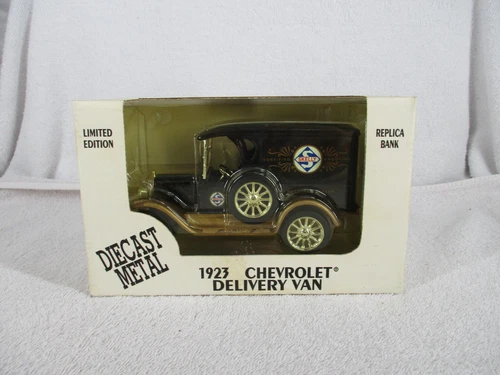 LIMITED
EDITION
REPLICA
BANK
SKELLY
S
DIECAST
METAL
1923 CHEVROLET®
DELIVERY VAN